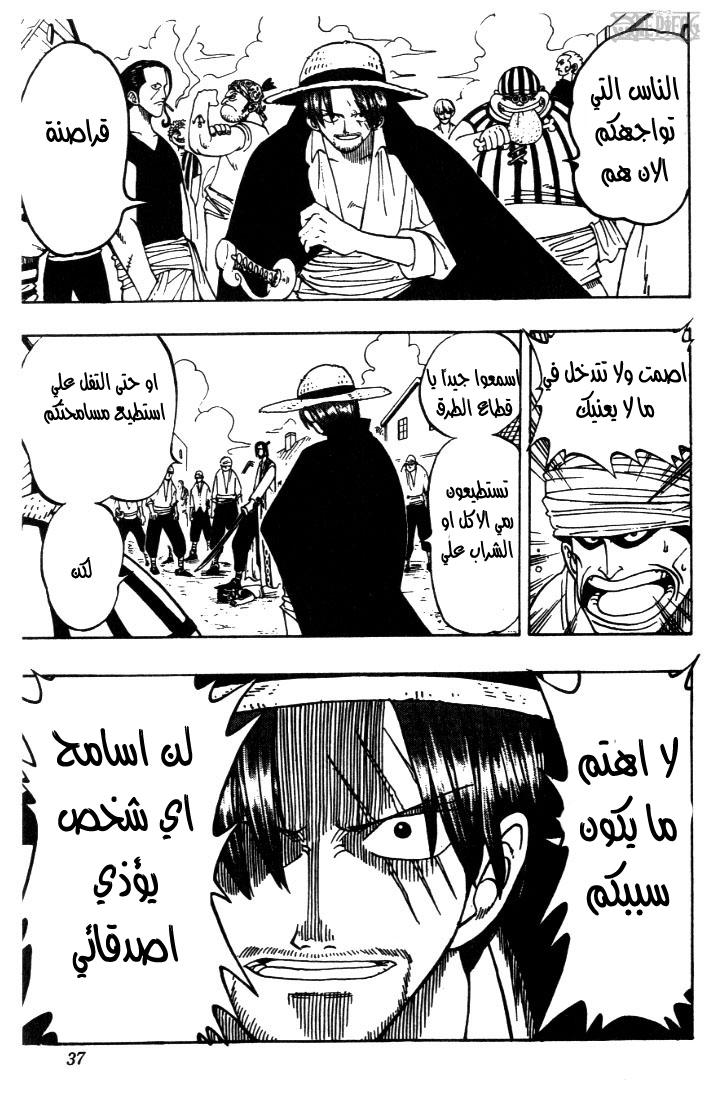 الناس التي
تواجهكم
الان هم
قراصنة
اصمت ولا تتدخل في
ما لا يعنيك
اسمعوا جيداً يا
قطاع الطرق
تستطيعون
رمي الاكل او
الشراب علي
او حتى التفل علي
استطيع مسامحتكم
لكن
لا اهتم
ما يكون
سببكم
لن اسامح
اي شخص
يؤذي
اصدقائي
37